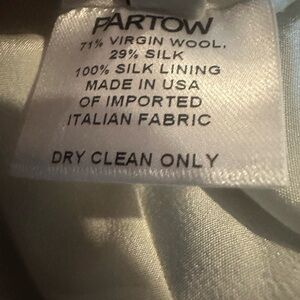 PARTOW
71% VIRGIN WOOL,
29% SILK
100% SILK LINING
MADE IN USA
OF IMPORTED
ITALIAN FABRIC
DRY CLEAN ONLY